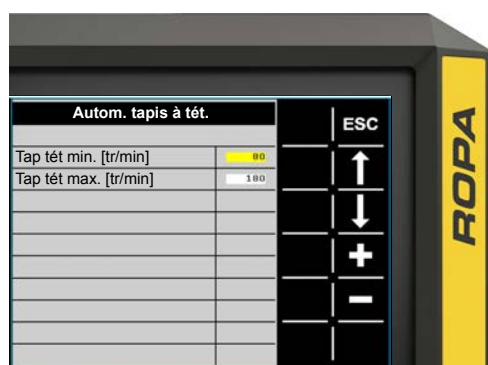 Autom. tapis à tét.
ESC
Tap tét min. [tr/min] 80
Tap tét max. [tr/min] 180
ROPA